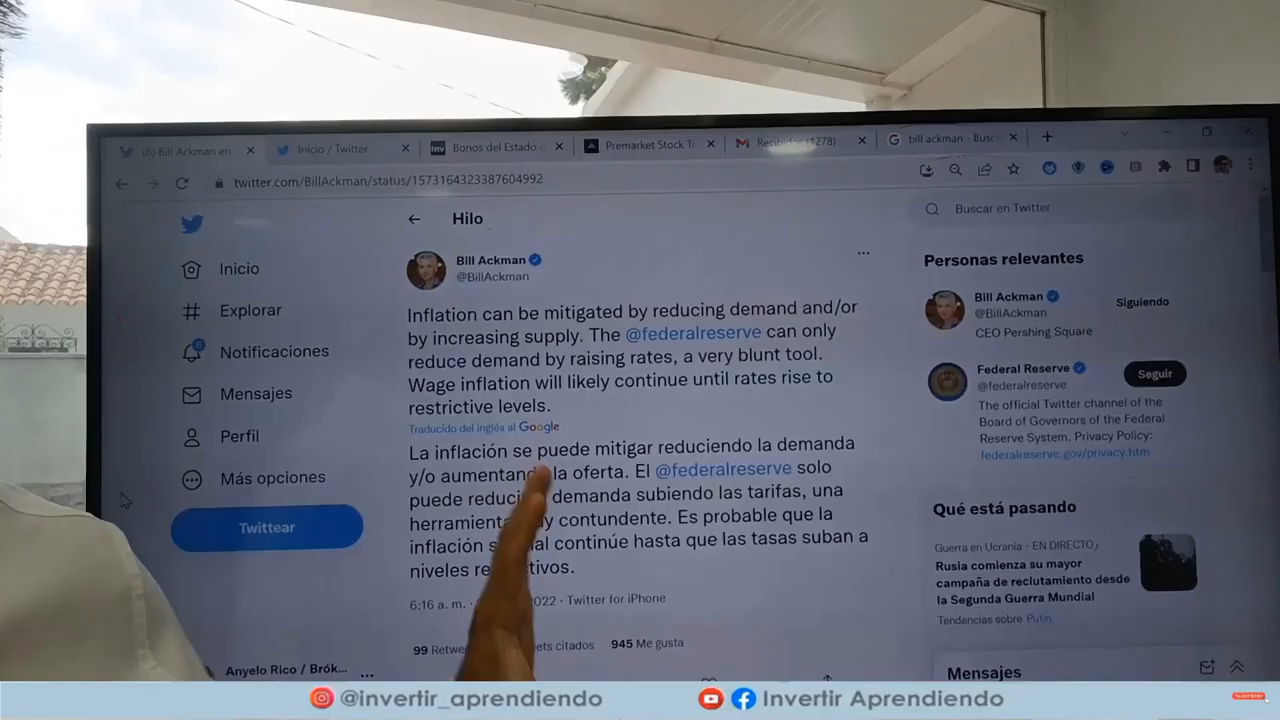 (6) Bill Ackman en
Inicio / Twitter
Bonos del Estado
Premarket Stock T
Recibidos (1278)
bill ackman - Busc
twitter.com/BillAckman/status/1573164323387604992
Hilo
Buscar en Twitter
Inicio
Explorar
6
Notificaciones
Mensajes
Perfil
Más opciones
Twittear
Anyelo Rico / Brók...
Bill Ackman
@BillAckman
Inflation can be mitigated by reducing demand and/or
by increasing supply. The @federalreserve can only
reduce demand by raising rates, a very blunt tool.
Wage inflation will likely continue until rates rise to
restrictive levels.
Traducido del inglés al Google
La inflación se puede mitigar reduciendo la demanda
y/o aumentando la oferta. El @federalreserve solo
puede reducir demanda subiendo las tarifas, una
herramienta contundente. Es probable que la
inflación continúe hasta que las tasas suban a
niveles
6:16 a. m. · 2022 · Twitter for iPhone
99 945 Me gusta
Personas relevantes
Bill Ackman
@BillAckman
Siguiendo
CEO Pershing Square
Federal Reserve
@federalreserve
Seguir
The official Twitter channel of the
Board of Governors of the Federal
Reserve System. Privacy Policy:
federalreserve.gov/privacy.htm
Qué está pasando
Guerra en Ucrania · EN DIRECTO
Rusia comienza su mayor
campaña de reclutamiento desde
la Segunda Guerra Mundial
Tendencias sobre Putin
Mensajes
@invertir_aprendiendo
Invertir Aprendiendo